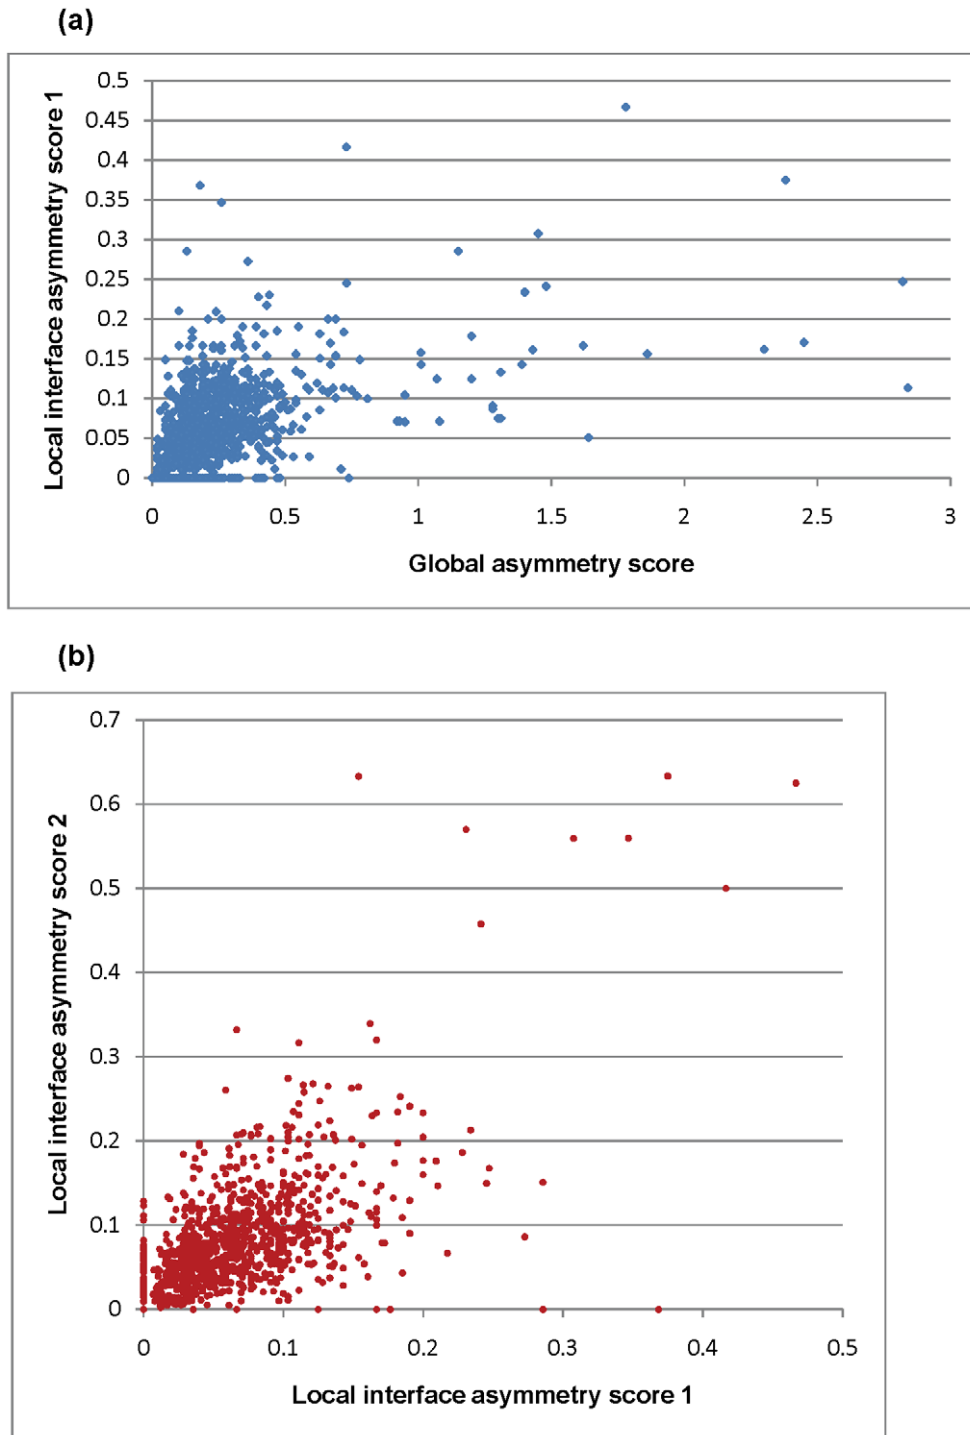 (a)
0.5
0.45
0.4
0.35
0.3
0.25
0.2
0.15
0.1
0.05
0
Local interface asymmetry score 1
0 0.5 1 1.5 2 2.5 3
Global asymmetry score
(b)
0.7
0.6
0.5
0.4
0.3
0.2
0.1
0
Local interface asymmetry score 2
0 0.1 0.2 0.3 0.4 0.5
Local interface asymmetry score 1